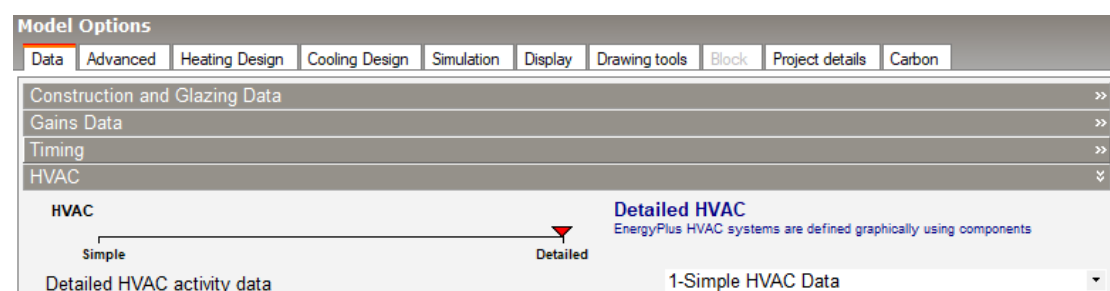 Model Options
Data Advanced Heating Design Cooling Design Simulation Display Drawing tools Block Project details Carbon
Construction and Glazing Data »
Gains Data »
Timing »
HVAC
HVAC Detailed HVAC
EnergyPlus HVAC systems are defined graphically using components
Simple Detailed
Detailed HVAC activity data 1-Simple HVAC Data